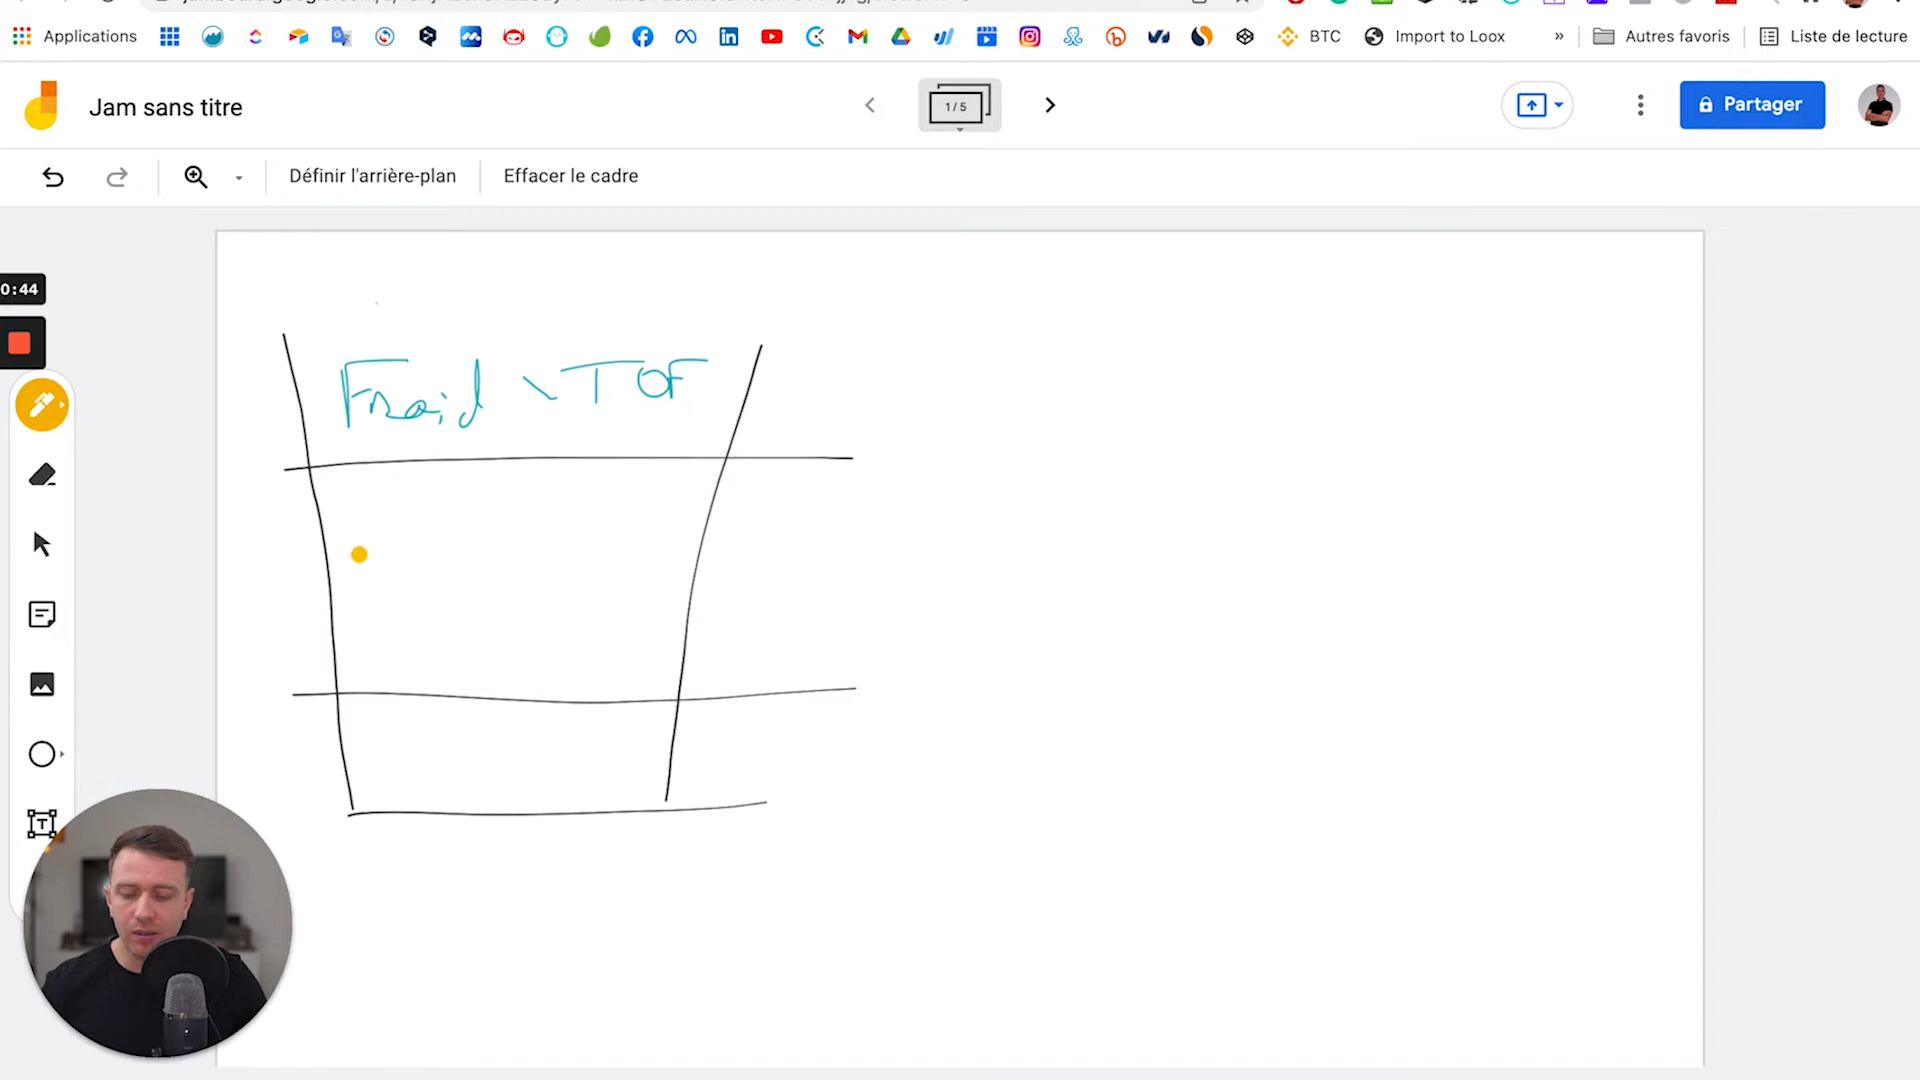 Applications
BTC
Import to Loox
»
Autres favoris
Liste de lecture
Jam sans titre
1 / 5
Partager
Définir l'arrière-plan
Effacer le cadre
0:44
Froid \ TOF